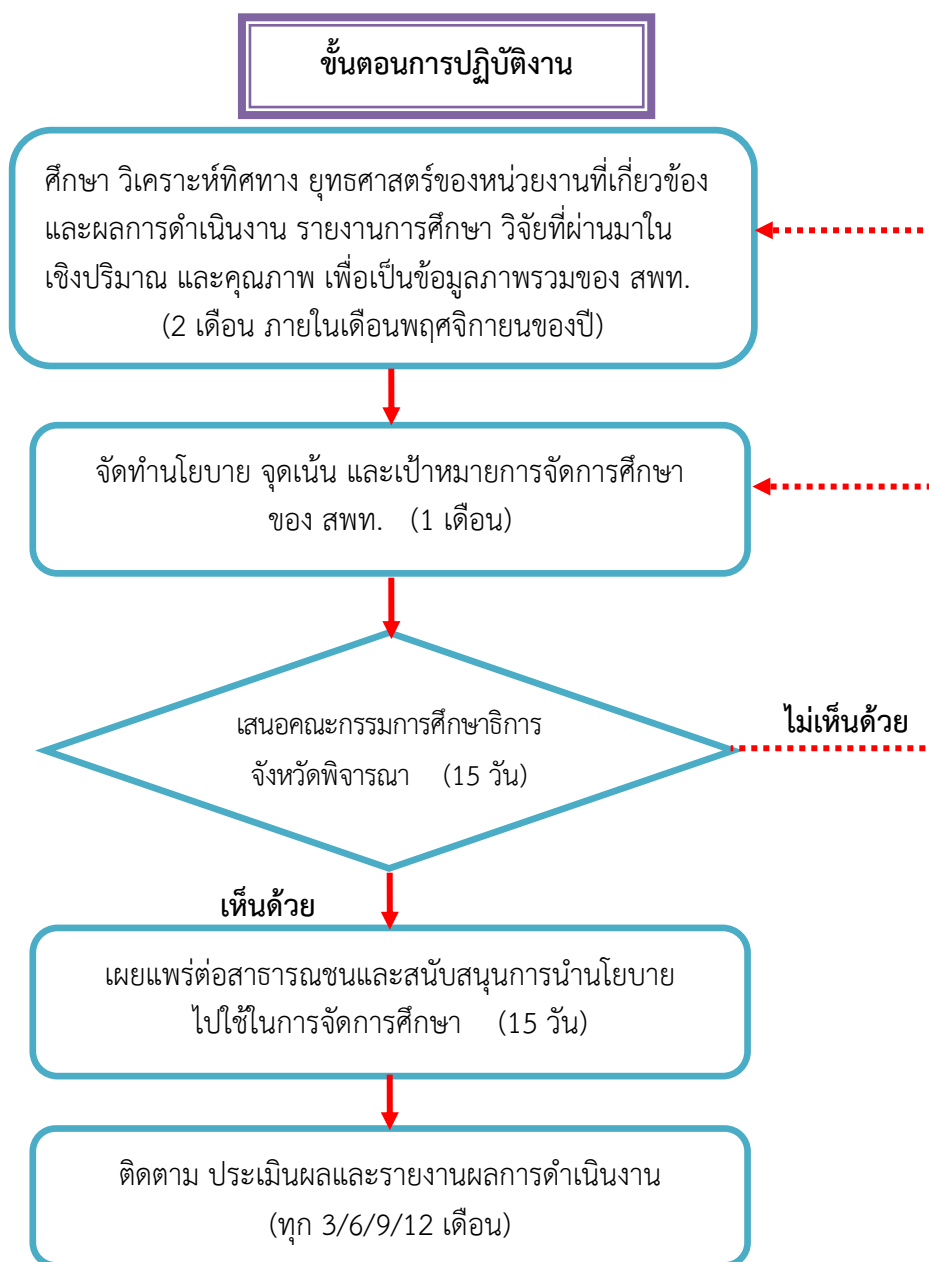 ขั้นตอนการปฏิบัติงาน
ศึกษา วิเคราะห์ทิศทาง ยุทธศาสตร์ของหน่วยงานที่เกี่ยวข้อง
และผลการดำเนินงาน รายงานการศึกษา วิจัยที่ผ่านมาใน
เชิงปริมาณ และคุณภาพ เพื่อเป็นข้อมูลภาพรวมของ สพท.
(2 เดือน ภายในเดือนพฤศจิกายนของปี)
จัดทำนโยบาย จุดเน้น และเป้าหมายการจัดการศึกษา
ของ สพท. (1 เดือน)
เสนอคณะกรรมการศึกษาธิการ
จังหวัดพิจารณา (15 วัน)
ไม่เห็นด้วย
เห็นด้วย
เผยแพร่ต่อสาธารณชนและสนับสนุนการนำนโยบาย
ไปใช้ในการจัดการศึกษา (15 วัน)
ติดตาม ประเมินผลและรายงานผลการดำเนินงาน
(ทุก 3/6/9/12 เดือน)